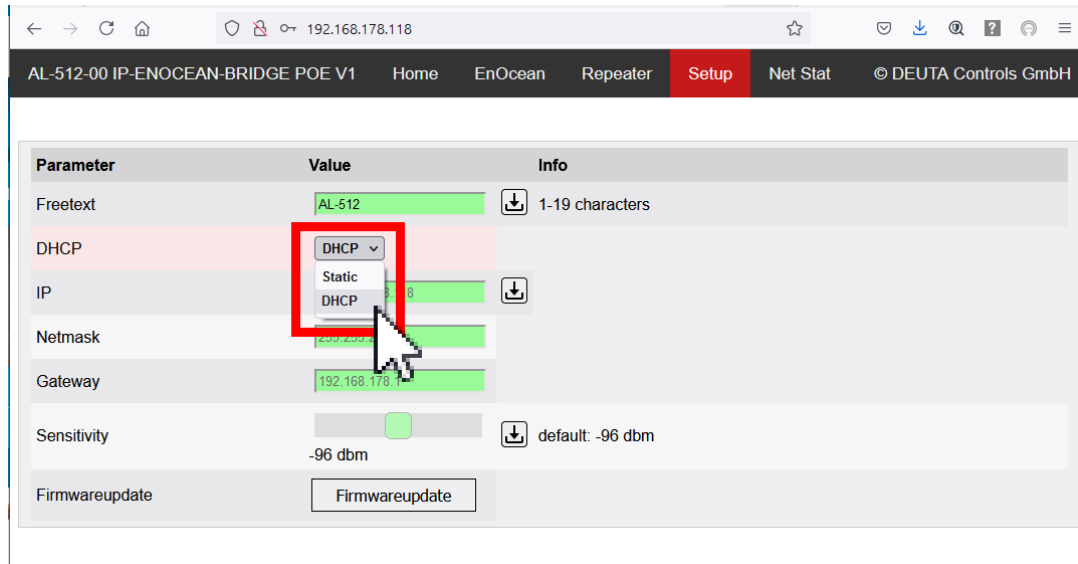 192.168.178.118
AL-512-00 IP-ENOCEAN-BRIDGE POE V1 Home EnOcean Repeater Setup Net Stat © DEUTA Controls GmbH
Parameter Value Info
Freetext AL-512 1-19 characters
DHCP DHCP
Static
IP
DHCP
Netmask
Gateway 192.168.178.1
Sensitivity default: -96 dbm
-96 dbm
Firmwareupdate Firmwareupdate